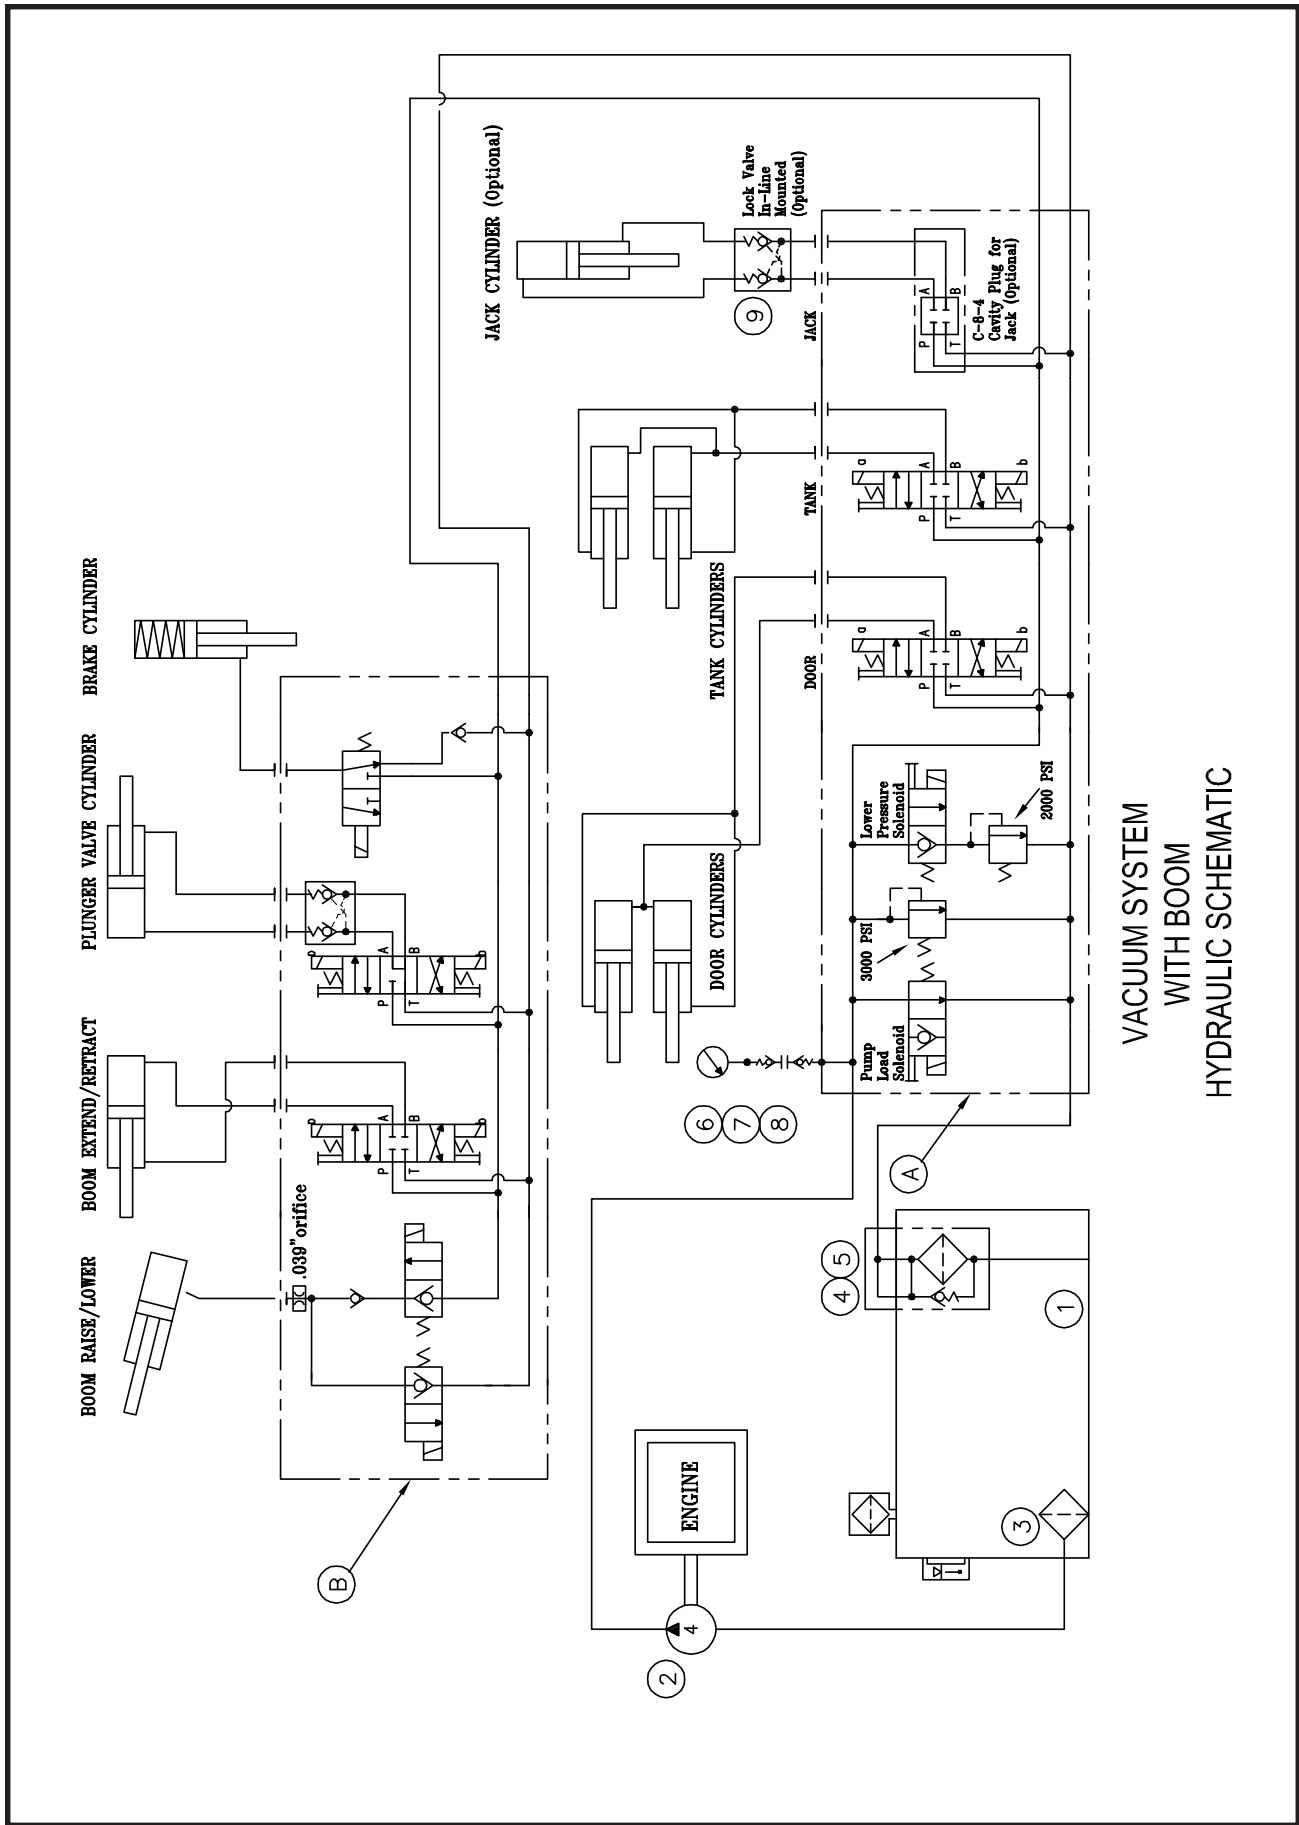 BOOM RAISE/LOWER
BOOM EXTEND/RETRACT
PLUNGER VALVE CYLINDER
BRAKE CYLINDER
.039" orifice
P
T
A
B
a
b
P
T
A
B
a
b
B
JACK CYLINDER (Optional)
Lock Valve
In-Line
Mounted
(Optional)
9
TANK CYLINDERS
DOOR CYLINDERS
DOOR
TANK
JACK
P
T
A
B
a
b
P
T
A
B
a
b
P
T
A
B
C-8-4
Cavity Plug for
Jack (Optional)
6
7
8
Pump
Load
Solenoid
3000 PSI
Lower
Pressure
Solenoid
2000 PSI
A
ENGINE
4
2
4
5
3
1
VACUUM SYSTEM
WITH BOOM
HYDRAULIC SCHEMATIC